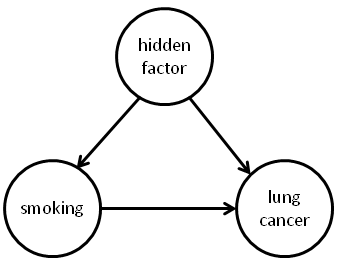 hidden
factor
smoking
lung
cancer